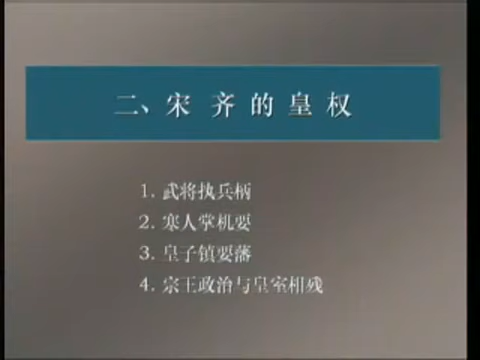 二、宋 齐 的 皇 权
1. 武将执兵柄
2. 寒人掌机要
3. 皇子镇要藩
4. 宗王政治与皇室相残